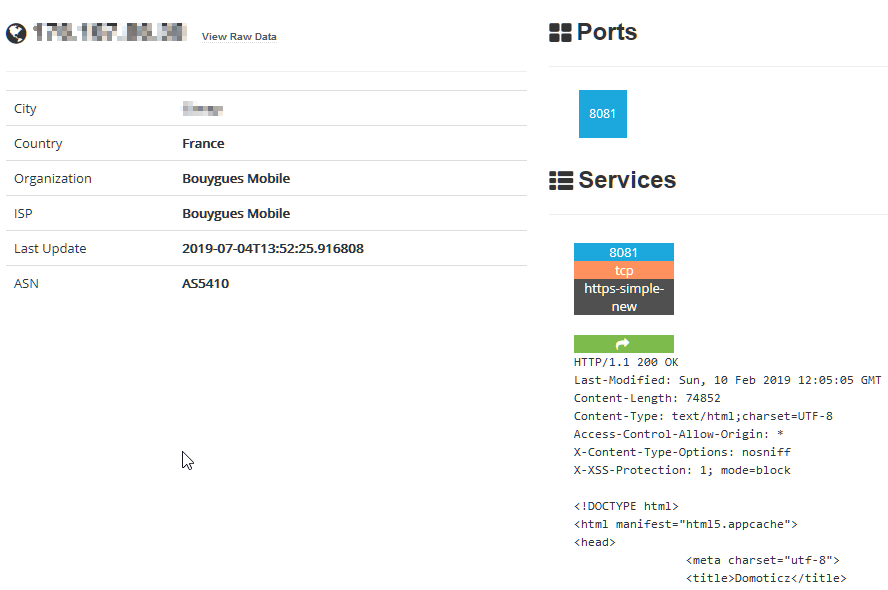 View Raw Data
City
Country France
Organization Bouygues Mobile
ISP Bouygues Mobile
Last Update 2019-07-04T13:52:25.916808
ASN AS5410
Ports
8081
Services
8081
tcp
https-simple-
new
HTTP/1.1 200 OK
Last-Modified: Sun, 10 Feb 2019 12:05:05 GMT
Content-Length: 74852
Content-Type: text/html;charset=UTF-8
Access-Control-Allow-Origin: *
X-Content-Type-Options: nosniff
X-XSS-Protection: 1; mode=block
<!DOCTYPE html>
<html manifest="html5.appcache">
<head>
<meta charset="utf-8">
<title>Domoticz</title>